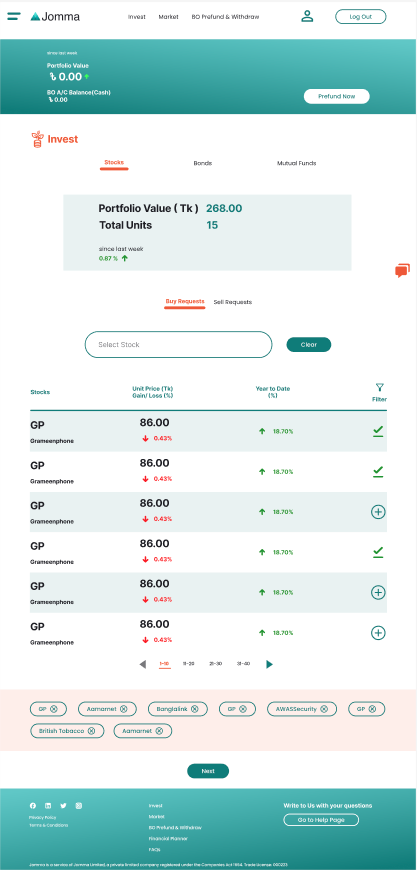 Jomma
Invest Market BO Prefund & Withdraw Log Out
since last week
Portfolio Value
৳ 0.00
BO A/C Balance(Cash)
৳ 0.00
Prefund Now
Invest
Stocks Bonds Mutual Funds
Portfolio Value ( Tk ) 268.00
Total Units 15
since last week
0.87 %
Buy Requests Sell Requests
Select Stock Clear
Stocks Unit Price (Tk) Year to Date
Gain/ Loss (%) (%) Filter
GP 86.00
Grameenphone 0.43% 18.70%
GP 86.00
Grameenphone 0.43% 18.70%
GP 86.00
Grameenphone 0.43% 18.70%
GP 86.00
Grameenphone 0.43% 18.70%
GP 86.00
Grameenphone 0.43% 18.70%
GP 86.00
Grameenphone 0.43% 18.70%
1-10 11-20 21-30 31-40
GP Aamarnet Banglalink GP AWASSecurity GP
British Tobacco Aamarnet
Next
Privacy Policy
Terms & Conditions
Invest
Market
BO Prefund & Withdraw
Financial Planner
FAQs
Write to Us with your questions
Go to Help Page
Jomma is a service of Jomma Limited, a private limited company registered under the Companies Act 1994. Trade license: 000223